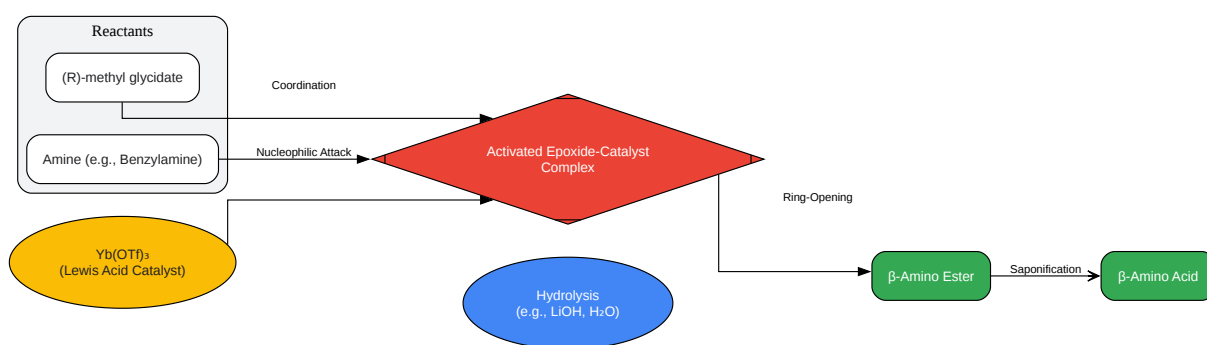 Reactants
(R)-methyl glycidate
Coordination
Amine (e.g., Benzylamine)
Nucleophilic Attack
Activated Epoxide-Catalyst
Complex
Ring-Opening
Yb(OTf)₃
(Lewis Acid Catalyst)
Hydrolysis
(e.g., LiOH, H₂O)
β-Amino Ester
Saponification
β-Amino Acid